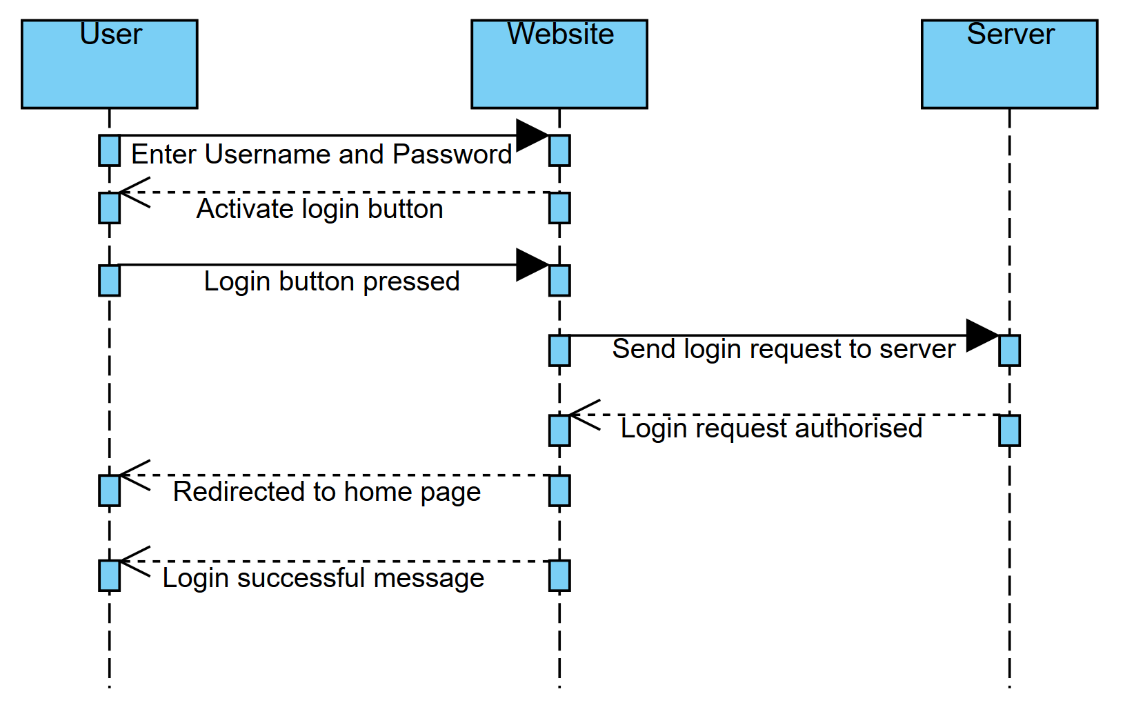 User
Website
Server
Enter Username and Password
Activate login button
Login button pressed
Send login request to server
Login request authorised
Redirected to home page
Login successful message